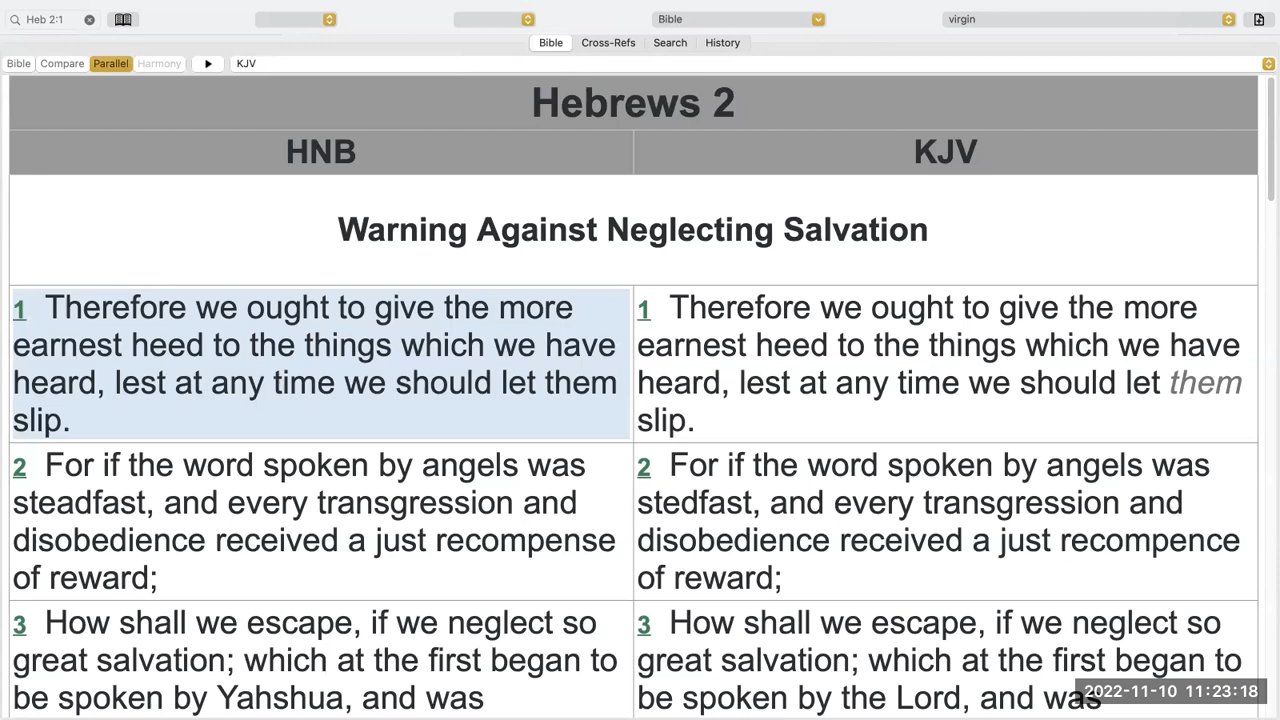 Heb 2:1
Bible
virgin
Bible Cross-Refs Search History
Bible Compare Parallel Harmony KJV
Hebrews 2
HNB
KJV
Warning Against Neglecting Salvation
1 Therefore we ought to give the more
earnest heed to the things which we have
heard, lest at any time we should let them
slip.
1 Therefore we ought to give the more
earnest heed to the things which we have
heard, lest at any time we should let them
slip.
2 For if the word spoken by angels was
steadfast, and every transgression and
disobedience received a just recompense
of reward;
2 For if the word spoken by angels was
stedfast, and every transgression and
disobedience received a just recompence
of reward;
3 How shall we escape, if we neglect so
great salvation; which at the first began to
be spoken by Yahshua, and was
3 How shall we escape, if we neglect so
great salvation; which at the first began to
be spoken by the Lord, and was
2022-11-10 11:23:18